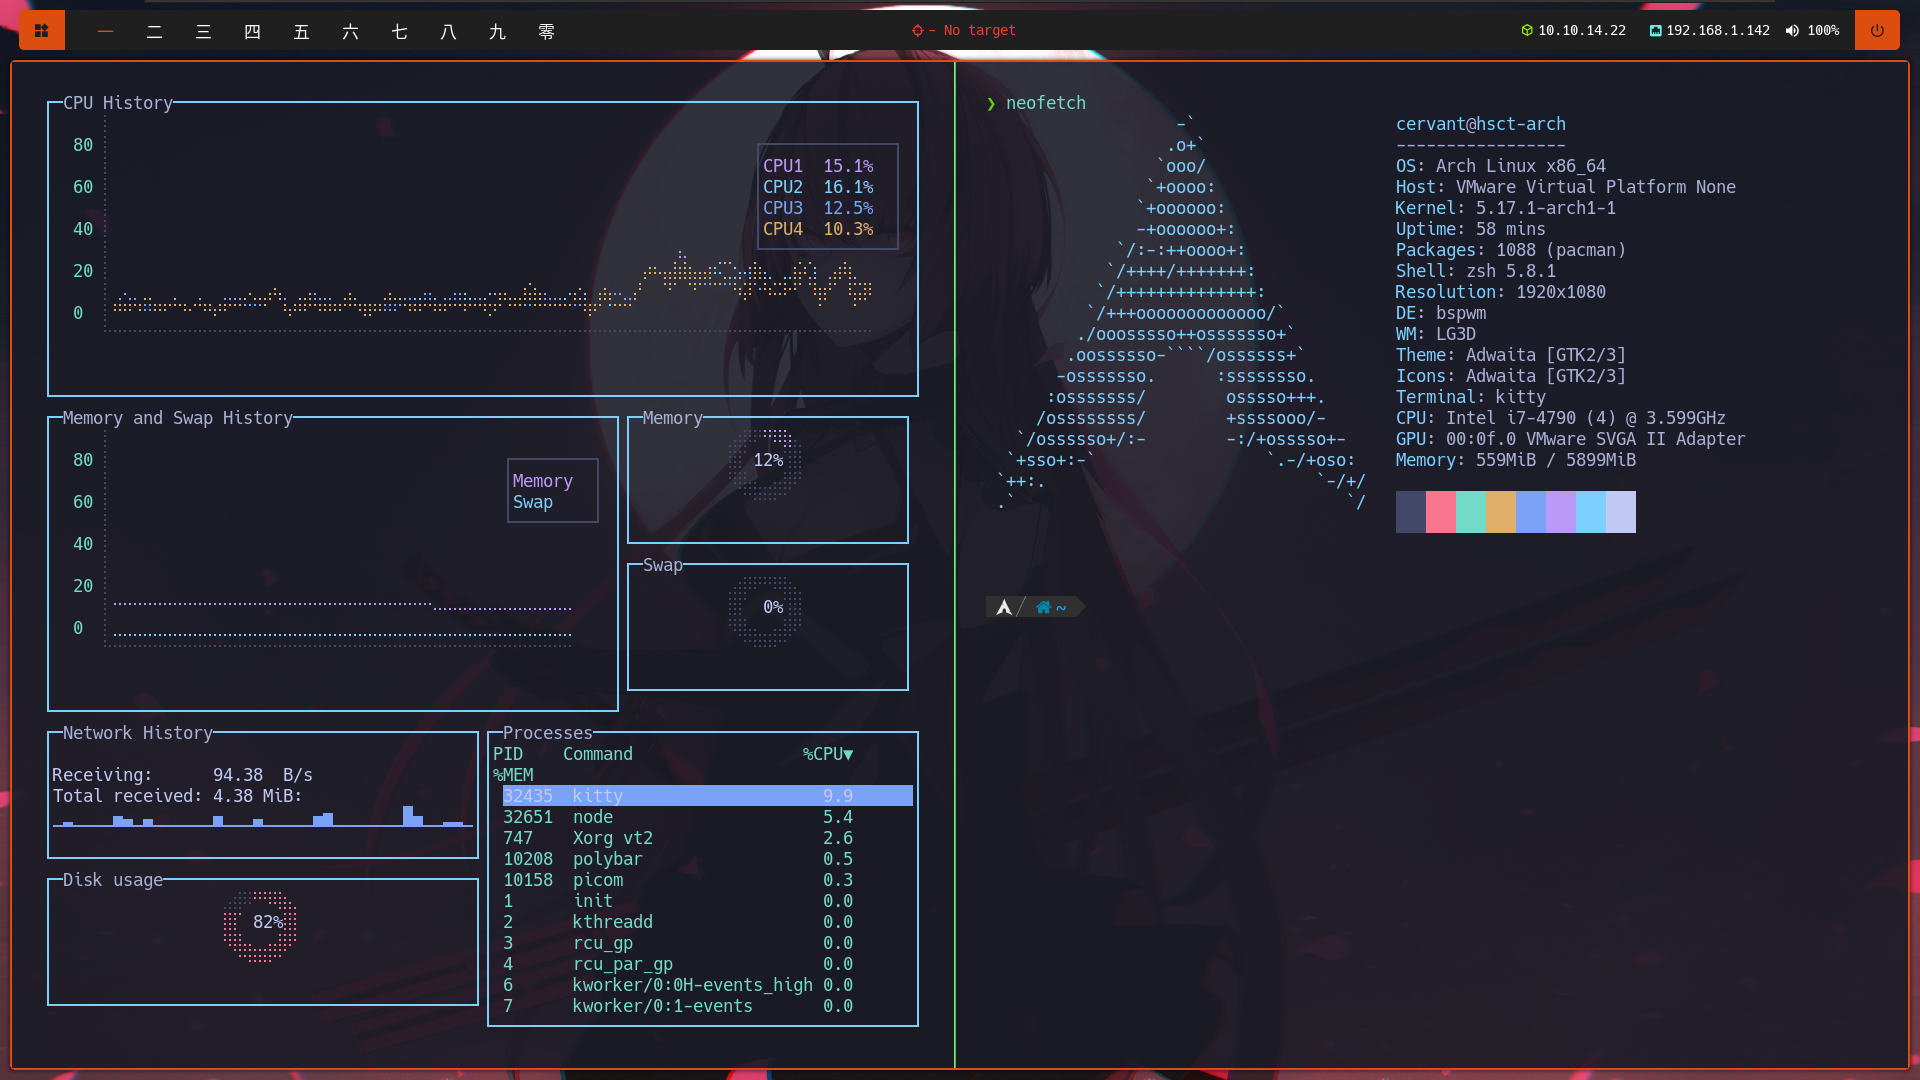 一 二 三 四 五 六 七 八 九 零
- No target
10.10.14.22 192.168.1.142 100%
CPU History
80
60
40
20
0
CPU1 15.1%
CPU2 16.1%
CPU3 12.5%
CPU4 10.3%
Memory and Swap History
80
60
40
20
0
Memory
Swap
Memory
12%
Swap
0%
Network History
Receiving: 94.38 B/s
Total received: 4.38 MiB:
Disk usage
82%
Processes
PID Command %CPU▼
%MEM
32435 kitty 9.9
32651 node 5.4
747 Xorg vt2 2.6
10208 polybar 0.5
10158 picom 0.3
1 init 0.0
2 kthreadd 0.0
3 rcu_gp 0.0
4 rcu_par_gp 0.0
6 kworker/0:0H-events_high 0.0
7 kworker/0:1-events 0.0
❯ neofetch
-`
.o+`
`ooo/
`+oooo:
`+oooooo:
-+oooooo+:
`/:-:++oooo+:
`/++++/+++++++:
`/++++++++++++++:
`/+++ooooooooooooo/`
./ooosssso++osssssso+`
.oossssso-````/ossssss+`
-osssssso. :ssssssso.
:osssssss/ osssso+++.
/ossssssss/ +ssssooo/-
`/ossssso+/:- -:/+osssso+-
`+sso+:-` `.-/+oso:
`++:. `-/+/
.` `/
cervant@hsct-arch
-----------------
OS: Arch Linux x86_64
Host: VMware Virtual Platform None
Kernel: 5.17.1-arch1-1
Uptime: 58 mins
Packages: 1088 (pacman)
Shell: zsh 5.8.1
Resolution: 1920x1080
DE: bspwm
WM: LG3D
Theme: Adwaita [GTK2/3]
Icons: Adwaita [GTK2/3]
Terminal: kitty
CPU: Intel i7-4790 (4) @ 3.599GHz
GPU: 00:0f.0 VMware SVGA II Adapter
Memory: 559MiB / 5899MiB
~